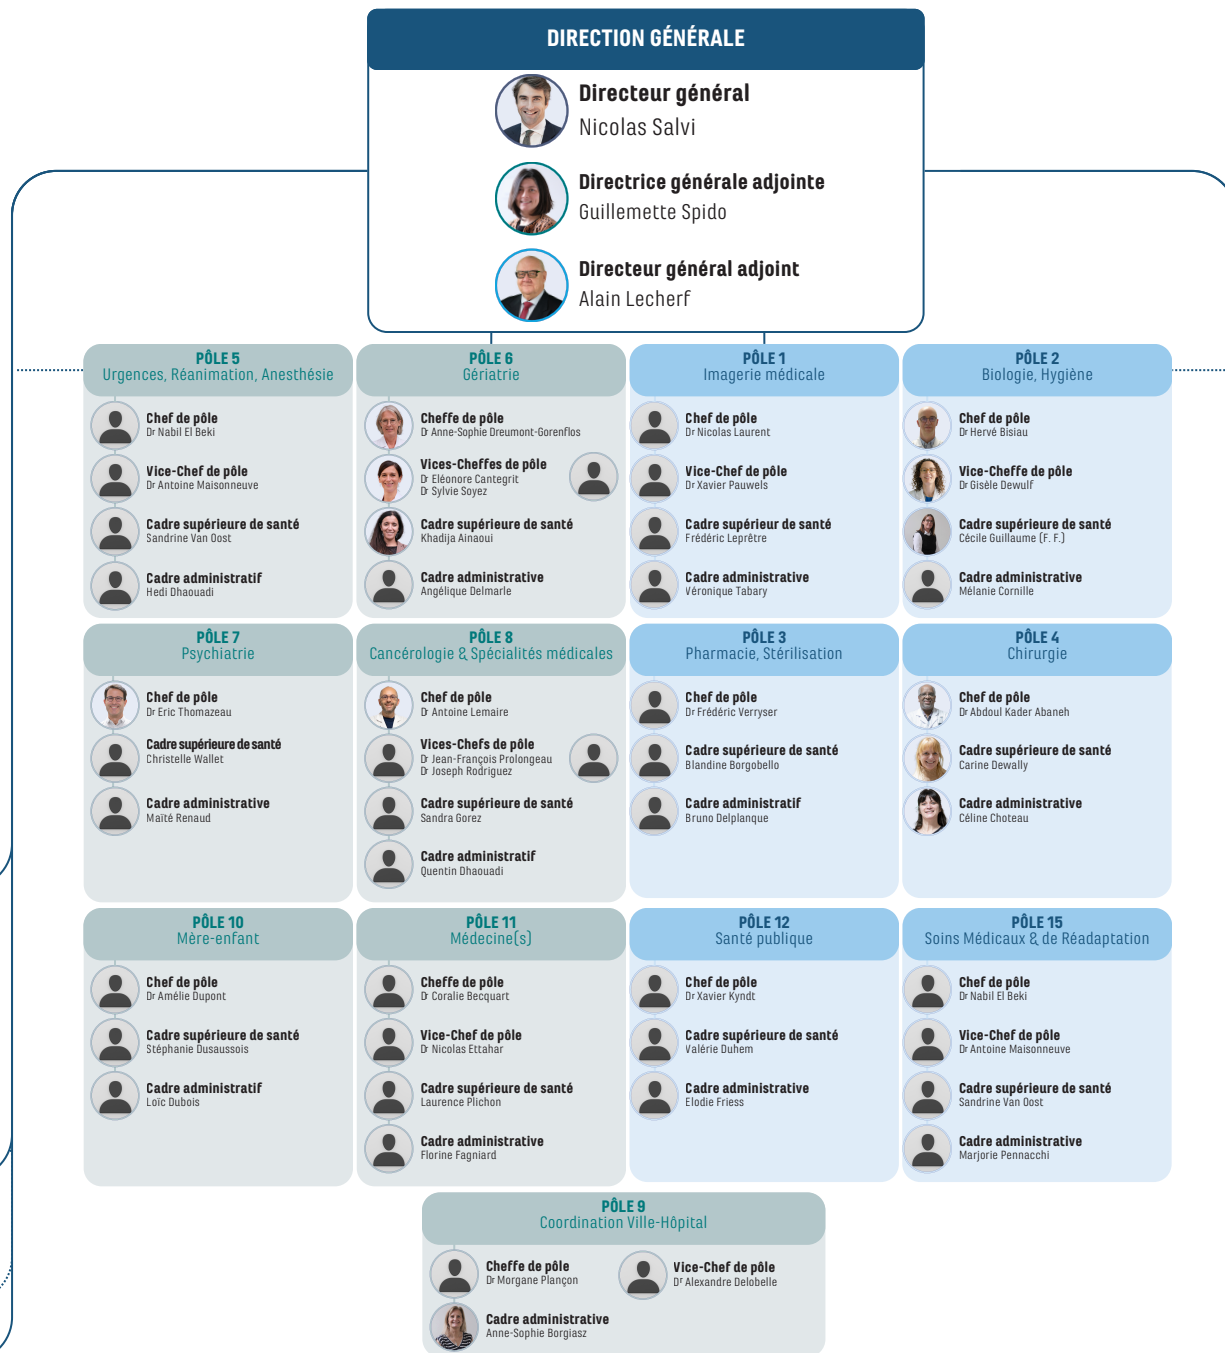 DIRECTION GÉNÉRALE
Directeur général
Nicolas Salvi
Directrice générale adjointe
Guillemette Spido
Directeur général adjoint
Alain Lecherf
PÔLE 5
Urgences, Réanimation, Anesthésie
Chef de pôle
Dr Nabil El Beki
Vice-Chef de pôle
Dr Antoine Maisonneuve
Cadre supérieure de santé
Sandrine Van Oost
Cadre administratif
Hedi Dhaouadi
PÔLE 6
Gériatrie
Cheffe de pôle
Dr Anne-Sophie Dreumont-Gorenflos
Vices-Cheffes de pôle
Dr Eléonore Cantegrit
Dr Sylvie Soyez
Cadre supérieure de santé
Khadija Ainaoui
Cadre administrative
Angélique Delmarle
PÔLE 1
Imagerie médicale
Chef de pôle
Dr Nicolas Laurent
Vice-Chef de pôle
Dr Xavier Pauwels
Cadre supérieur de santé
Frédéric Leprêtre
Cadre administrative
Véronique Tabary
PÔLE 2
Biologie, Hygiène
Chef de pôle
Dr Hervé Bisiau
Vice-Cheffe de pôle
Dr Gisèle Dewulf
Cadre supérieure de santé
Cécile Guillaume (F. F.)
Cadre administrative
Mélanie Cornille
PÔLE 7
Psychiatrie
Chef de pôle
Dr Eric Thomazeau
Cadre supérieure de santé
Christelle Wallet
Cadre administrative
Maïté Renaud
PÔLE 8
Cancérologie & Spécialités médicales
Chef de pôle
Dr Antoine Lemaire
Vices-Chefs de pôle
Dr Jean-François Prolongeau
Dr Joseph Rodriguez
Cadre supérieure de santé
Sandra Gorez
Cadre administratif
Quentin Dhaouadi
PÔLE 3
Pharmacie, Stérilisation
Chef de pôle
Dr Frédéric Verryser
Cadre supérieure de santé
Blandine Borgobello
Cadre administratif
Bruno Delplanque
PÔLE 4
Chirurgie
Chef de pôle
Dr Abdoul Kader Abaneh
Cadre supérieure de santé
Carine Dewally
Cadre administrative
Céline Choteau
PÔLE 10
Mère-enfant
Chef de pôle
Dr Amélie Dupont
Cadre supérieure de santé
Stéphanie Dusaussois
Cadre administratif
Loïc Dubois
PÔLE 11
Médecine(s)
Cheffe de pôle
Dr Coralie Becquart
Vice-Chef de pôle
Dr Nicolas Ettahar
Cadre supérieure de santé
Laurence Plichon
Cadre administrative
Florine Fagniard
PÔLE 12
Santé publique
Chef de pôle
Dr Xavier Kyndt
Cadre supérieure de santé
Valérie Duhem
Cadre administrative
Elodie Friess
PÔLE 15
Soins Médicaux & de Réadaptation
Chef de pôle
Dr Nabil El Beki
Vice-Chef de pôle
Dr Antoine Maisonneuve
Cadre supérieure de santé
Sandrine Van Oost
Cadre administrative
Marjorie Pennacchi
PÔLE 9
Coordination Ville-Hôpital
Cheffe de pôle
Dr Morgane Plançon
Vice-Chef de pôle
Dr Alexandre Delobelle
Cadre administrative
Anne-Sophie Borgiasz